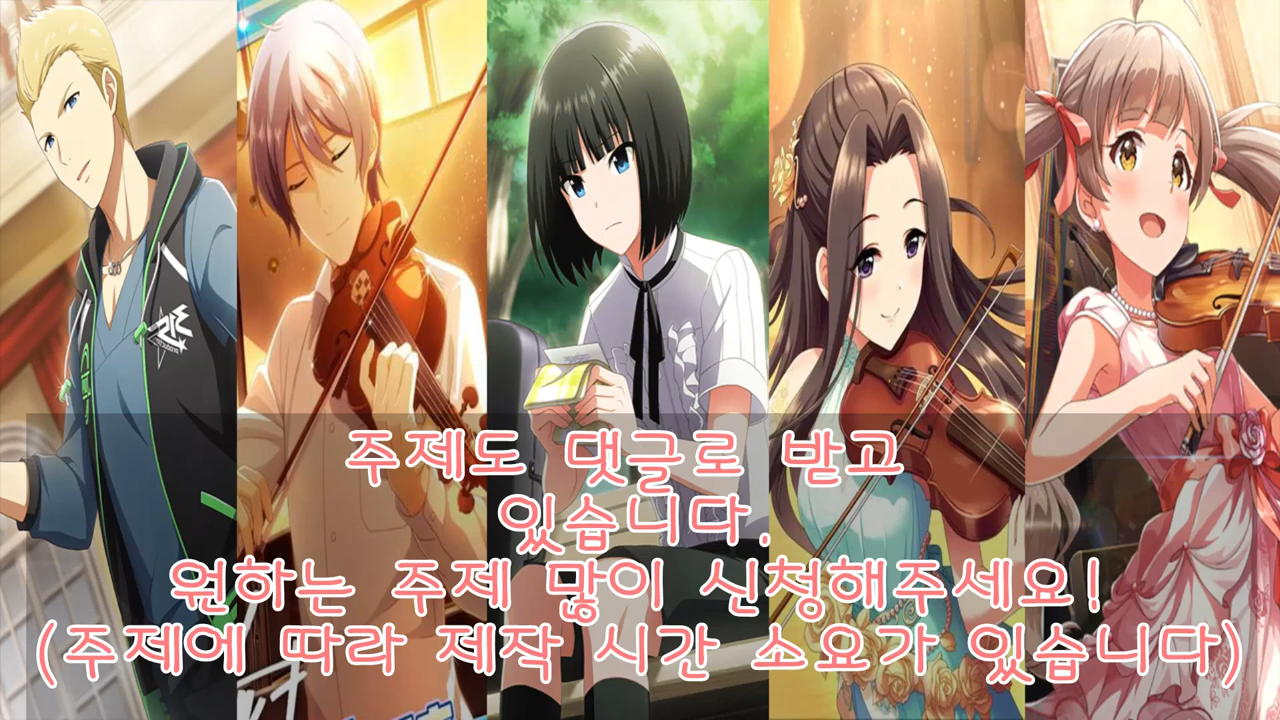 주제도 댓글로 받고
있습니다.
원하는 주제 많이 신청해주세요!
(주제에 따라 제작 시간 소요가 있습니다)